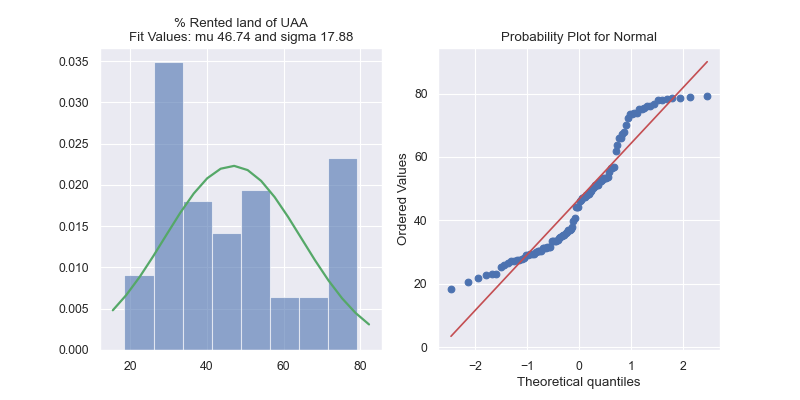 % Rented land of UAA
Fit Values: mu 46.74 and sigma 17.88
0.035
0.030
0.025
0.020
0.015
0.010
0.005
0.000
20 40 60 80
Probability Plot for Normal
Ordered Values
80
60
40
20
0
−2 −1 0 1 2
Theoretical quantiles